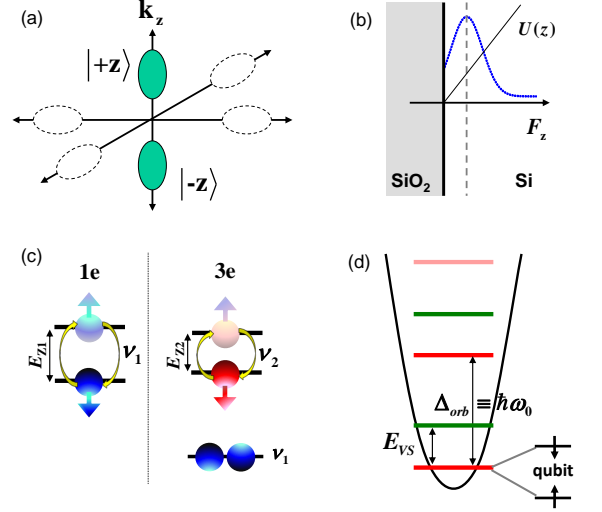 (a)
k_z
|+z⟩
|-z⟩
(b)
U(z)
F_z
SiO₂
Si
(c)
1e
3e
E_Z1
ν₁
E_Z2
ν₂
ν₁
(d)
Δ_orb ≡ ℏω₀
E_VS
qubit